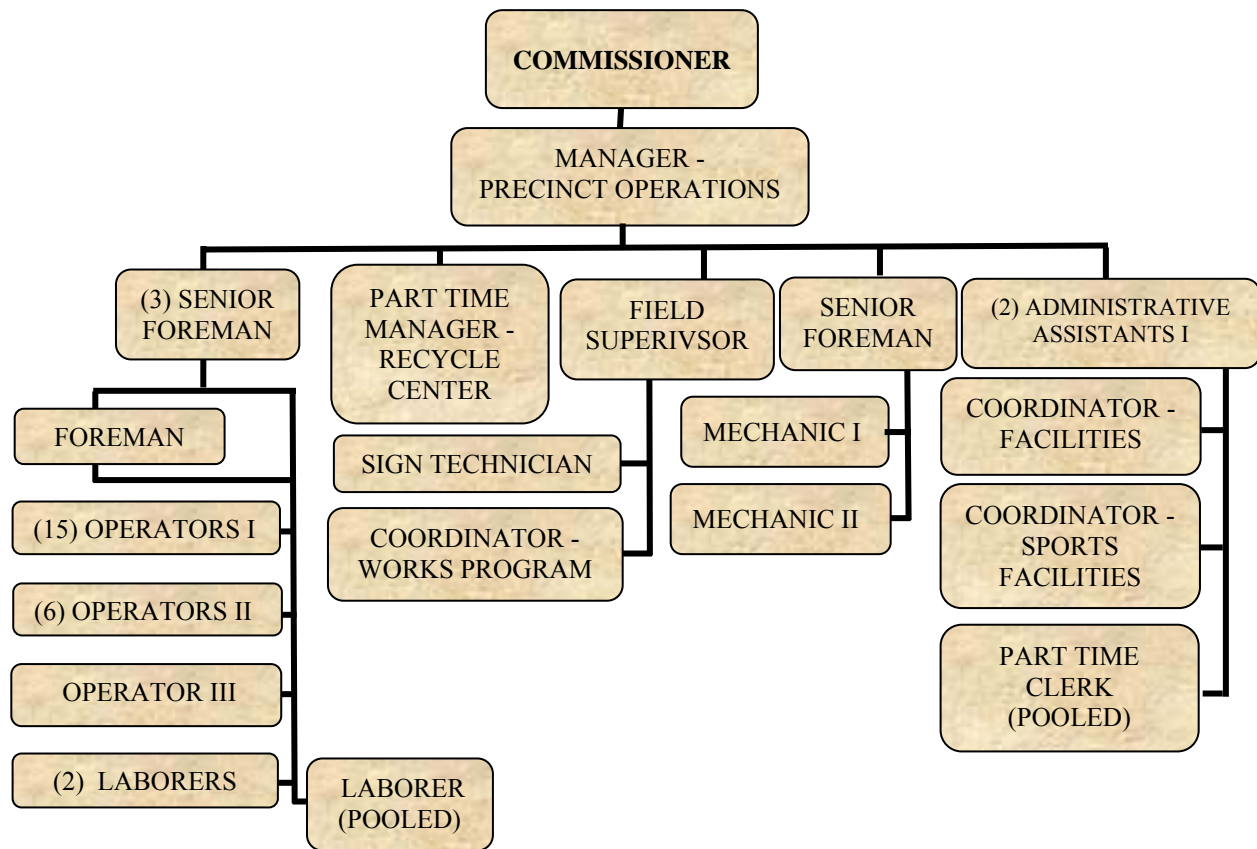 COMMISSIONER
MANAGER -
PRECINCT OPERATIONS
(3) SENIOR
FOREMAN
PART TIME
MANAGER -
RECYCLE
CENTER
FIELD
SUPERIVSOR
SENIOR
FOREMAN
(2) ADMINISTRATIVE
ASSISTANTS I
FOREMAN
(15) OPERATORS I
(6) OPERATORS II
OPERATOR III
(2) LABORERS
LABORER
(POOLED)
SIGN TECHNICIAN
COORDINATOR -
WORKS PROGRAM
MECHANIC I
MECHANIC II
COORDINATOR -
FACILITIES
COORDINATOR -
SPORTS
FACILITIES
PART TIME
CLERK
(POOLED)